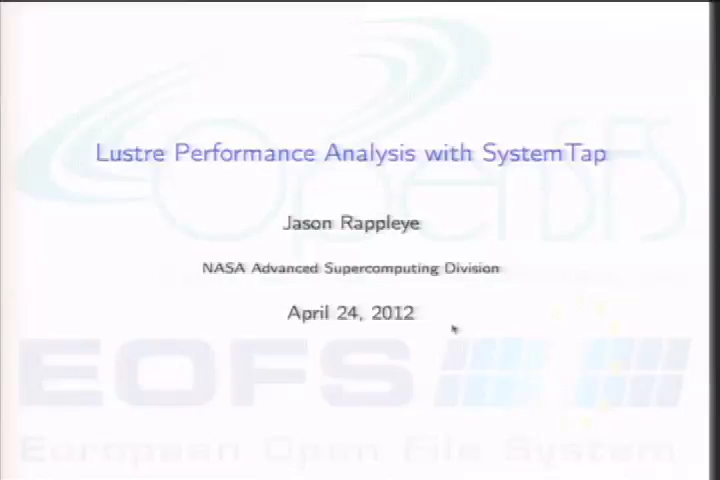 OpenSFS
Lustre Performance Analysis with SystemTap
Jason Rappleye
NASA Advanced Supercomputing Division
April 24, 2012
EOFS
European Open File System